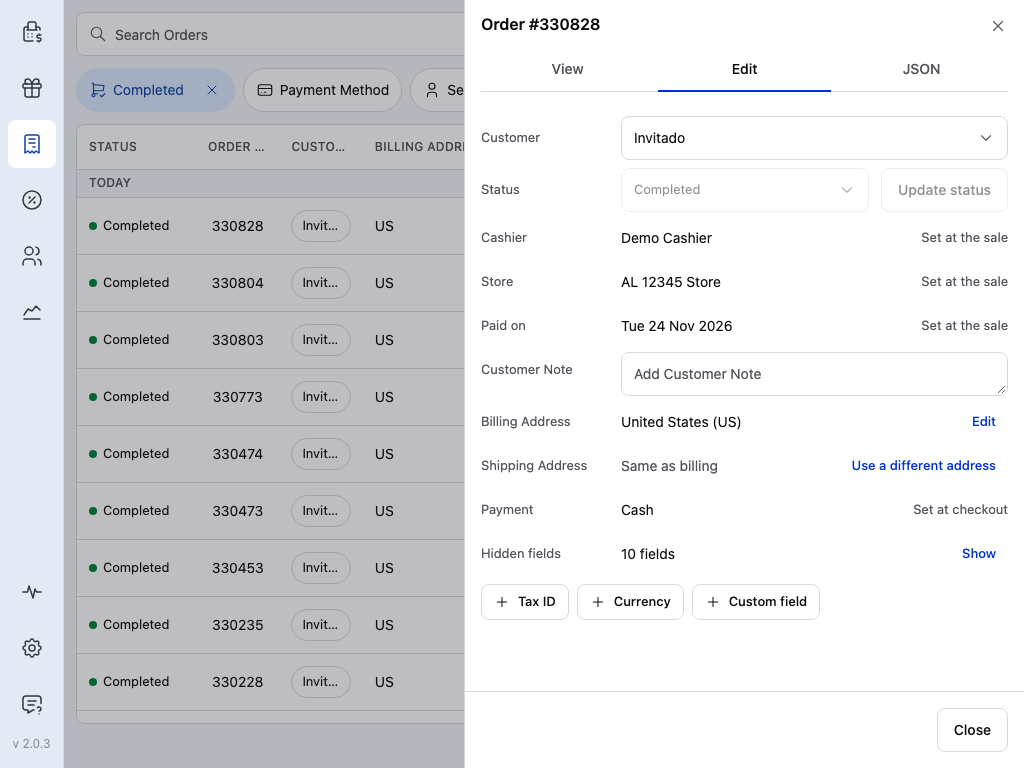 Search Orders
Completed
Payment Method
Se
STATUS ORDER ... CUSTO... BILLING ADDR
TODAY
Completed 330828 Invit... US
Completed 330804 Invit... US
Completed 330803 Invit... US
Completed 330773 Invit... US
Completed 330474 Invit... US
Completed 330473 Invit... US
Completed 330453 Invit... US
Completed 330235 Invit... US
Completed 330228 Invit... US
v 2.0.3
Order #330828
View Edit JSON
Customer Invitado
Status Completed Update status
Cashier Demo Cashier Set at the sale
Store AL 12345 Store Set at the sale
Paid on Tue 24 Nov 2026 Set at the sale
Customer Note Add Customer Note
Billing Address United States (US) Edit
Shipping Address Same as billing Use a different address
Payment Cash Set at checkout
Hidden fields 10 fields Show
+ Tax ID + Currency + Custom field
Close